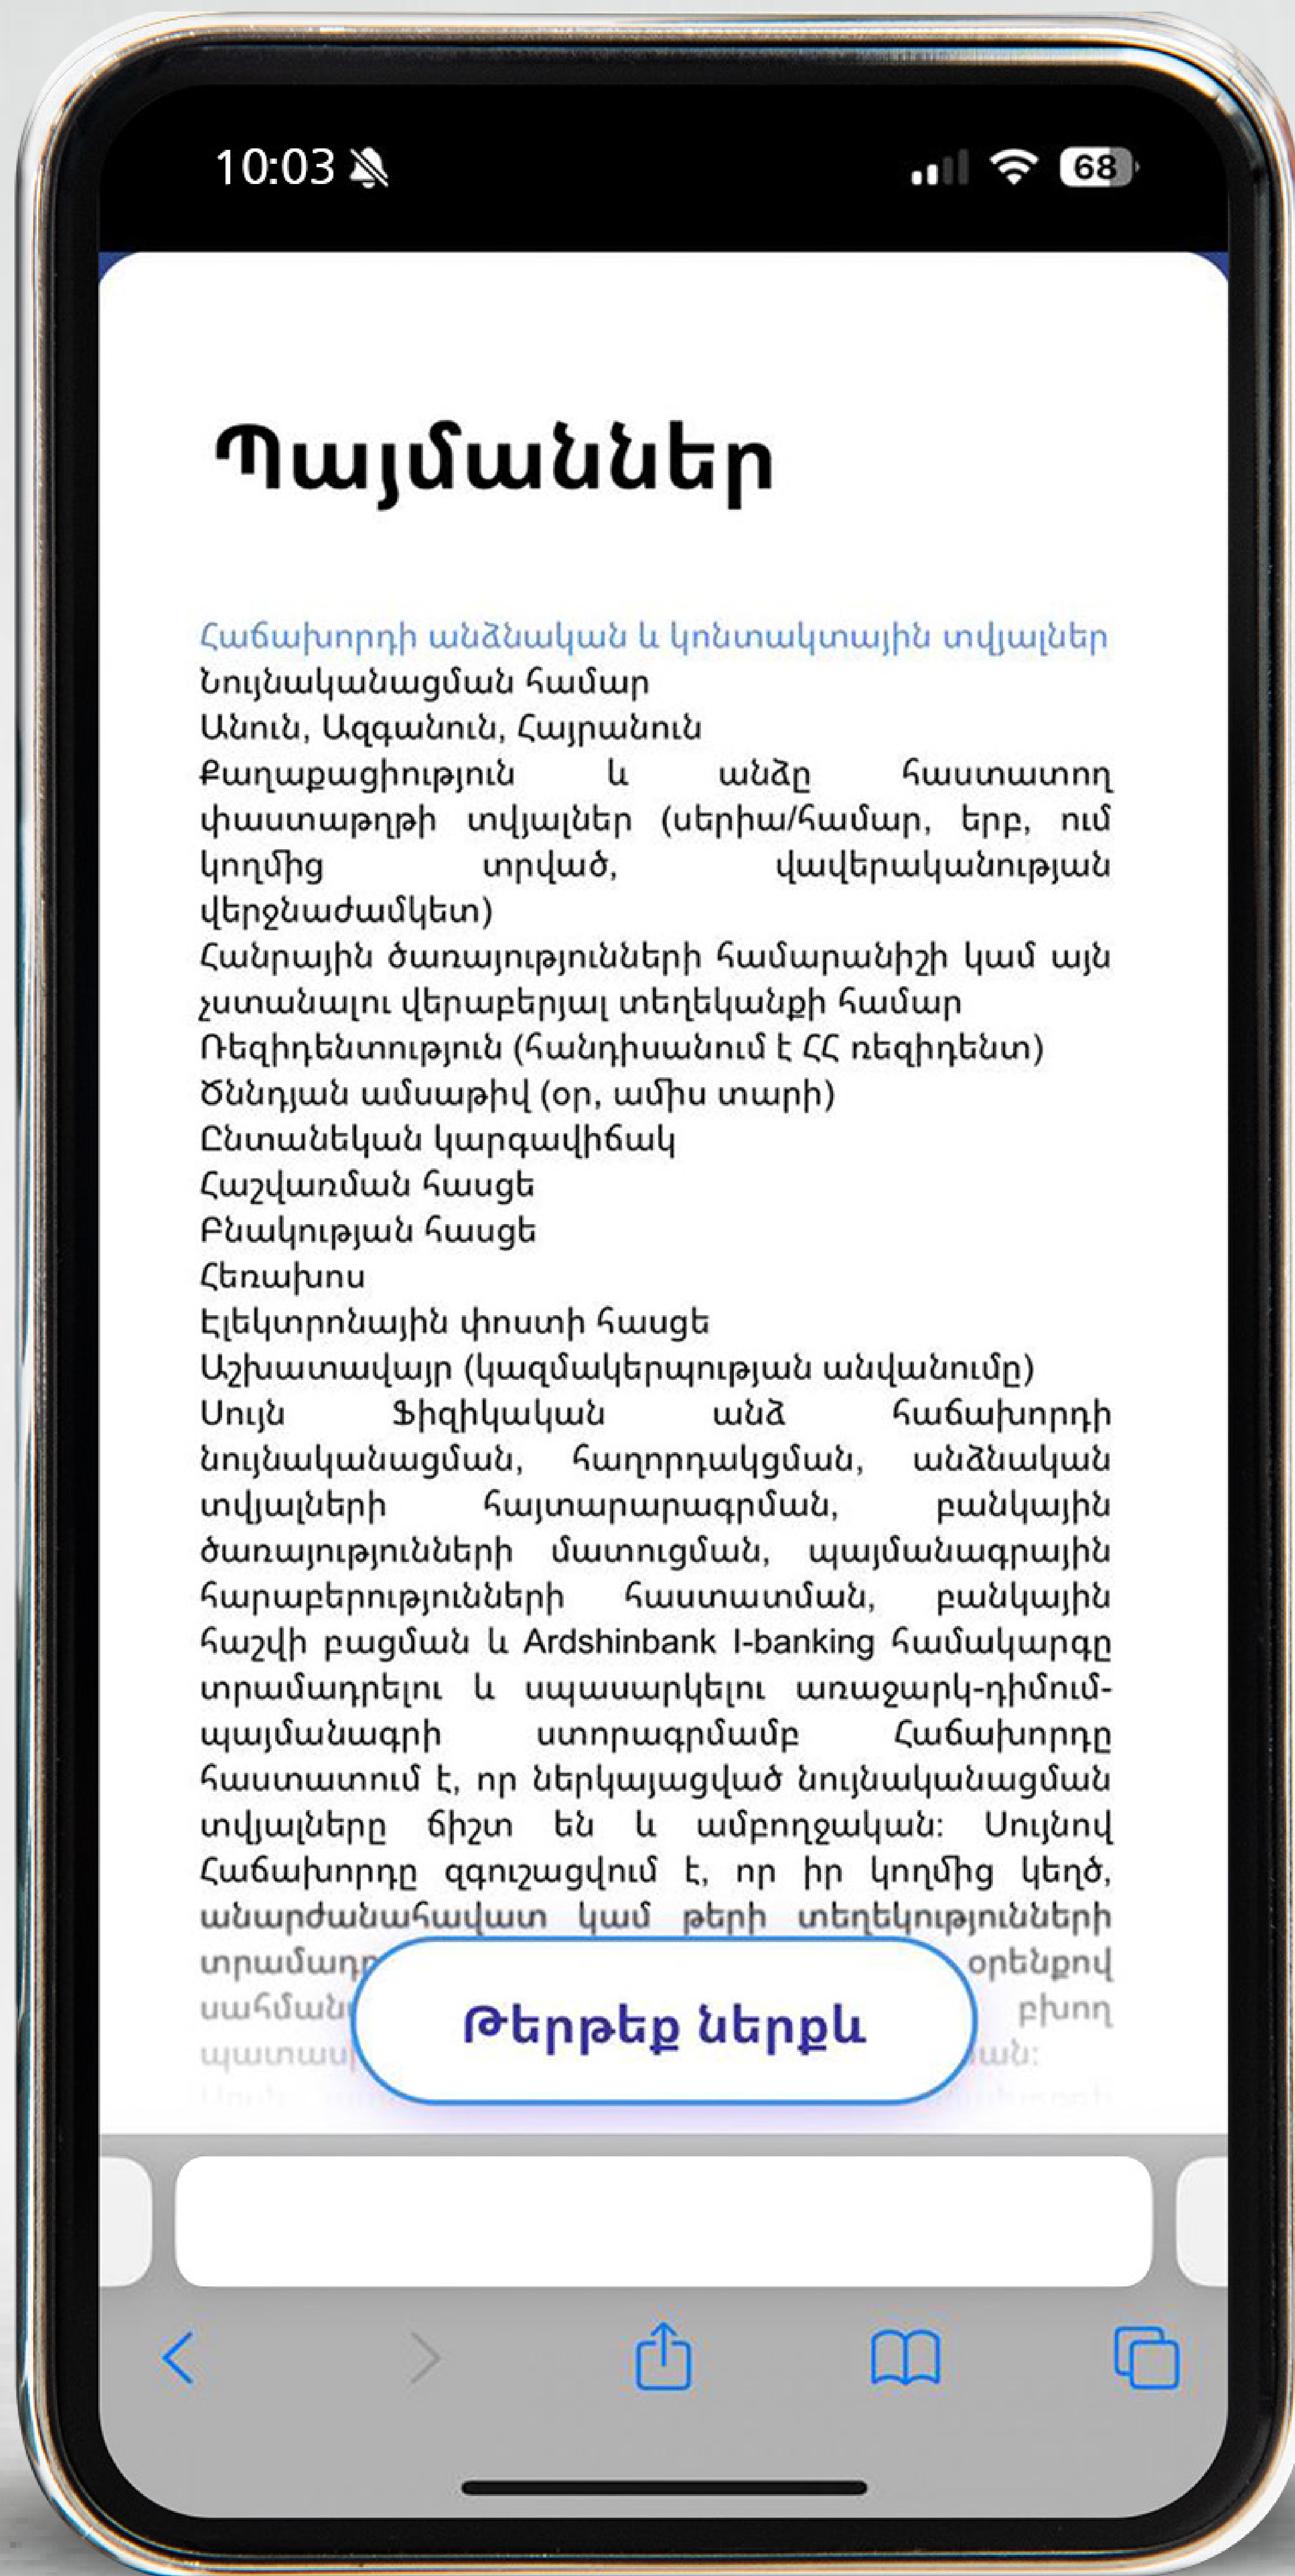 10:03
68
Պայմաններ
Հաճախորդի անձնական և կոնտակտային տվյալներ
Նույնականացման համար
Անուն, Ազգանուն, Հայրանուն
Քաղաքացիություն և անձը հաստատող
փաստաթղթի տվյալներ (սերիա/համար, երբ, ում
կողմից տրված, վավերականության
վերջնաժամկետ)
Հանրային ծառայությունների համարանիշի կամ այն
չստանալու վերաբերյալ տեղեկանքի համար
Ռեզիդենտություն (հանդիսանում է ՀՀ ռեզիդենտ)
Ծննդյան ամսաթիվ (օր, ամիս տարի)
Ընտանեկան կարգավիճակ
Հաշվառման հասցե
Բնակության հասցե
Հեռախոս
Էլեկտրոնային փոստի հասցե
Աշխատավայր (կազմակերպության անվանումը)
Սույն Ֆիզիկական անձ հաճախորդի
նույնականացման, հաղորդակցման, անձնական
տվյալների հայտարարագրման, բանկային
ծառայությունների մատուցման, պայմանագրային
հարաբերությունների հաստատման, բանկային
հաշվի բացման և Ardshinbank I-banking համակարգը
տրամադրելու և սպասարկելու առաջարկ-դիմում-
պայմանագրի ստորագրմամբ Հաճախորդը
հաստատում է, որ ներկայացված նույնականացման
տվյալները ճիշտ են և ամբողջական: Սույնով
Հաճախորդը զգուշացվում է, որ իր կողմից կեղծ,
անարժանահավատ կամ թերի տեղեկությունների
օրենքով
բխող
Թերթեք ներքև